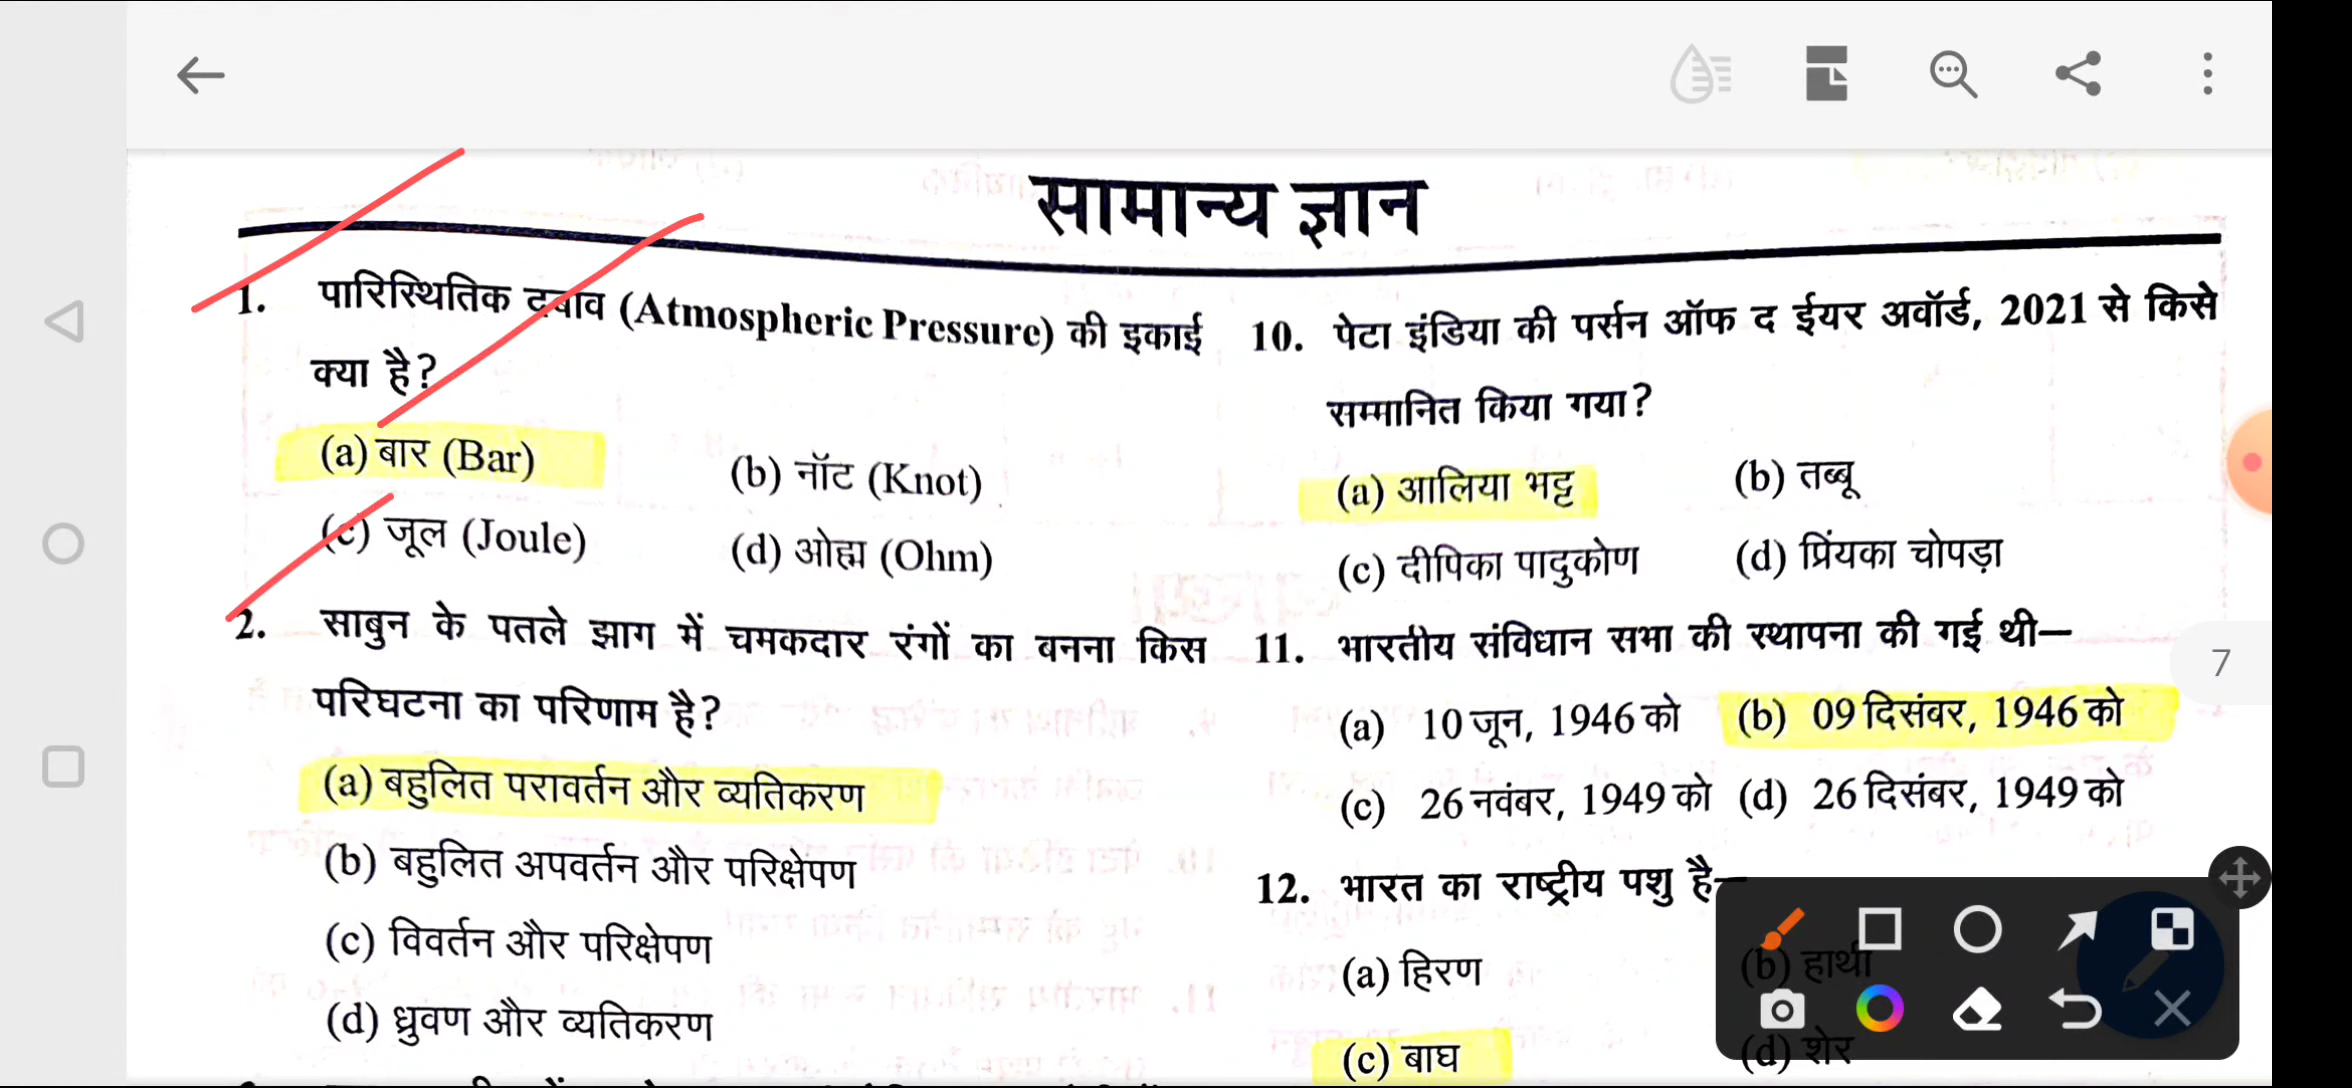 सामान्य ज्ञान
1. पारिस्थितिक दबाव (Atmospheric Pressure) की इकाई
क्या है?
(a) बार (Bar) (b) नॉट (Knot)
(c) जूल (Joule) (d) ओह्म (Ohm)
2. साबुन के पतले झाग में चमकदार रंगों का बनना किस
परिघटना का परिणाम है?
(a) बहुलित परावर्तन और व्यतिकरण
(b) बहुलित अपवर्तन और परिक्षेपण
(c) विवर्तन और परिक्षेपण
(d) ध्रुवण और व्यतिकरण
10. पेटा इंडिया की पर्सन ऑफ द ईयर अवॉर्ड, 2021 से किसे
सम्मानित किया गया?
(a) आलिया भट्ट (b) तब्बू
(c) दीपिका पादुकोण (d) प्रिंयका चोपड़ा
11. भारतीय संविधान सभा की स्थापना की गई थी—
(a) 10 जून, 1946 को (b) 09 दिसंबर, 1946 को
(c) 26 नवंबर, 1949 को (d) 26 दिसंबर, 1949 को
12. भारत का राष्ट्रीय पशु है—
(a) हिरण (b) हाथी
(c) बाघ (d) शेर
7